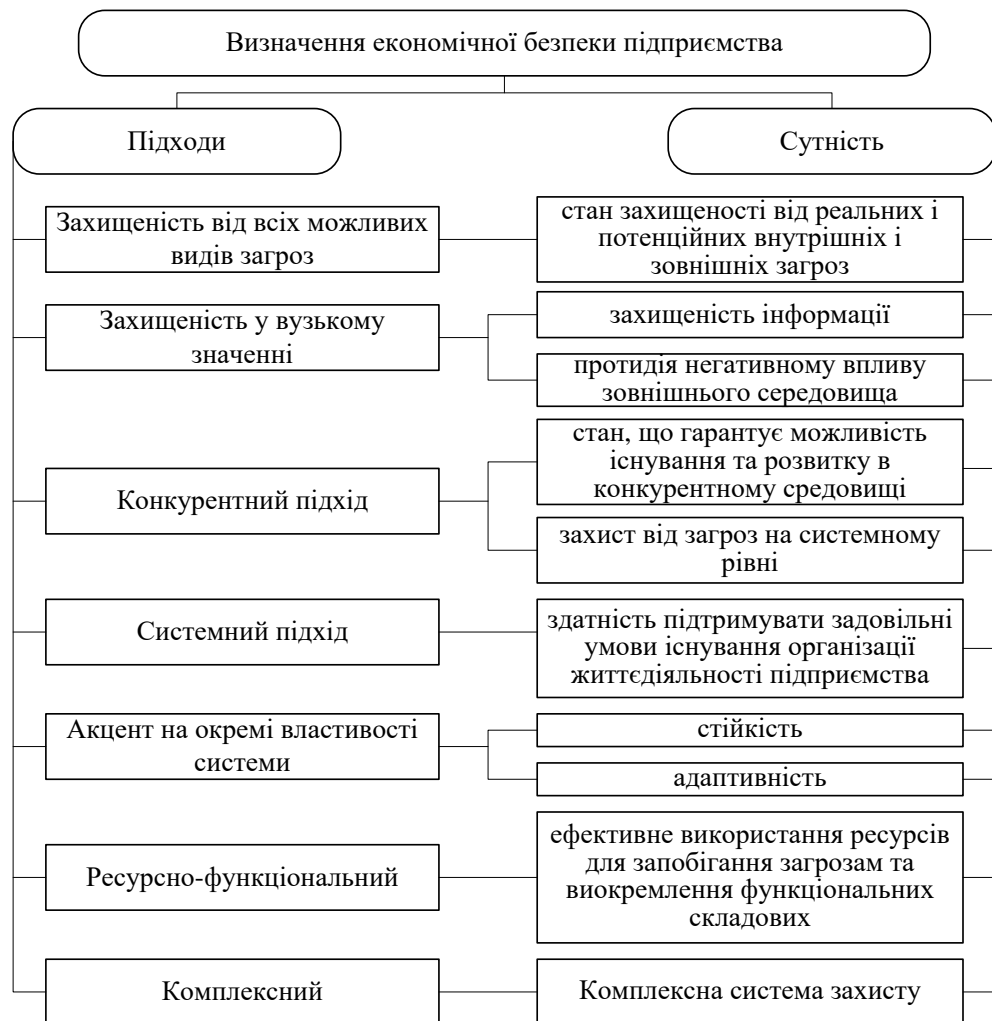 Визначення економічної безпеки підприємства
Підходи
Сутність
Захищеність від всіх можливих
видів загроз
стан захищеності від реальних і
потенційних внутрішніх і
зовнішніх загроз
Захищеність у вузькому
значенні
захищеність інформації
протидія негативному впливу
зовнішнього середовища
Конкурентний підхід
стан, що гарантує можливість
існування та розвитку в
конкурентному средовищі
захист від загроз на системному
рівні
Системний підхід
здатність підтримувати задовільні
умови існування організації
життєдіяльності підприємства
Акцент на окремі властивості
системи
стійкість
адаптивність
Ресурсно-функціональний
ефективне використання ресурсів
для запобігання загрозам та
виокремлення функціональних
складових
Комплексний
Комплексна система захисту